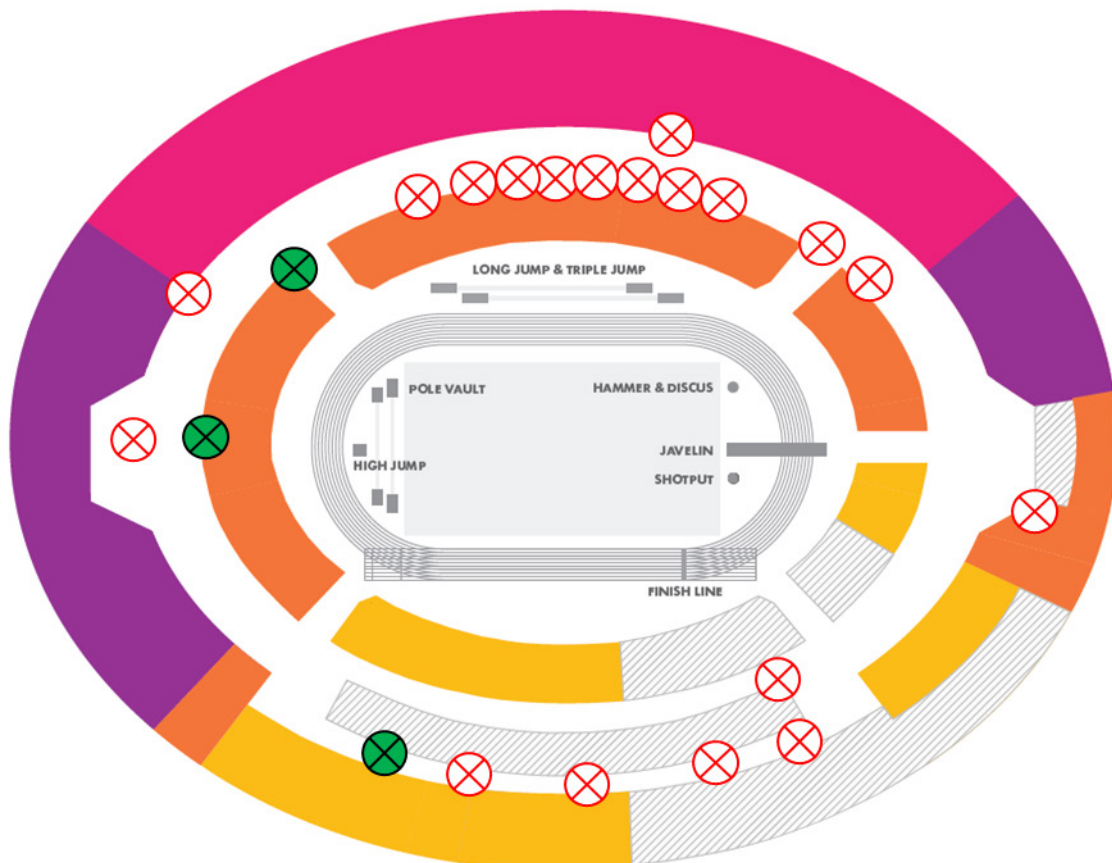 LONG JUMP & TRIPLE JUMP
POLE VAULT
HAMMER & DISCUS
HIGH JUMP
JAVELIN
SHOTPUT
FINISH LINE